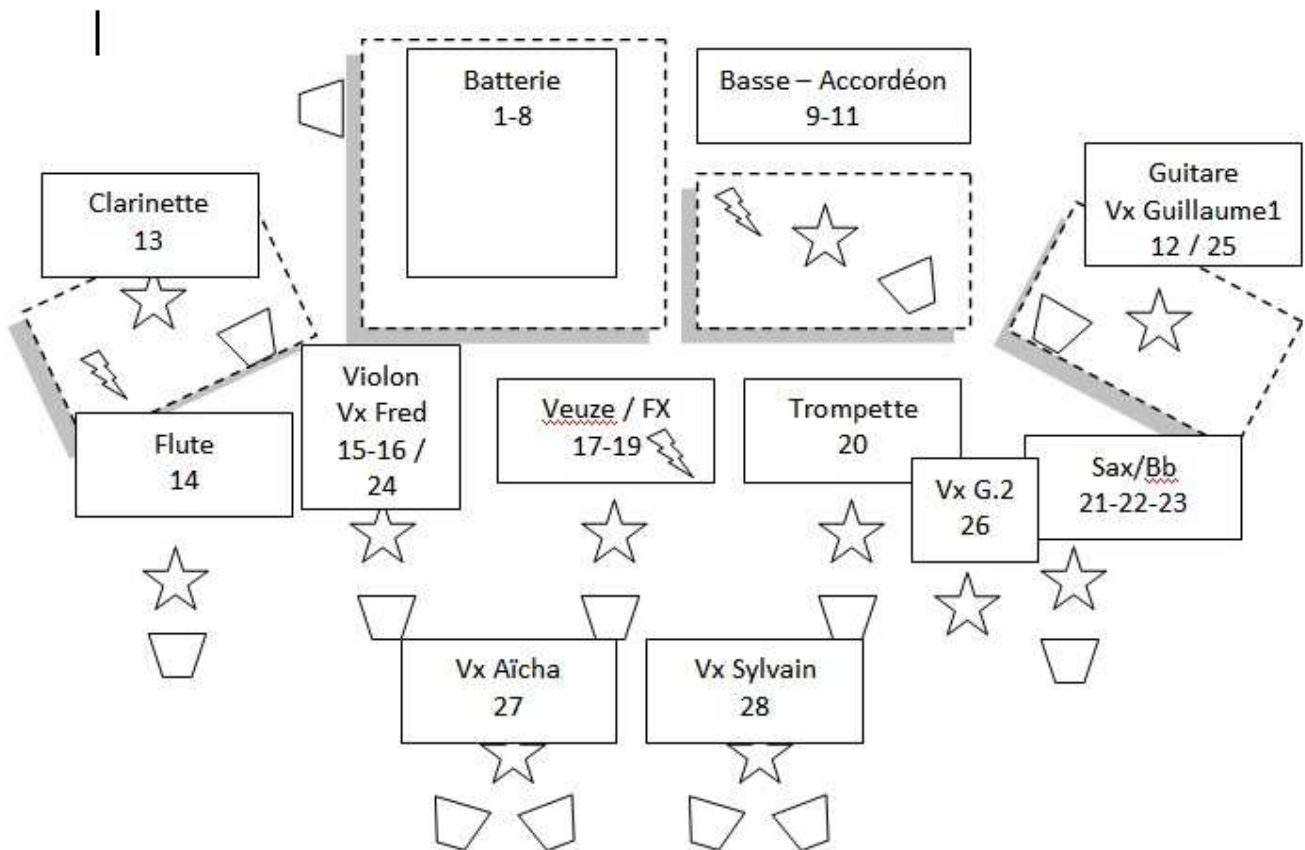 Batterie
1-8
Basse – Accordéon
9-11
Clarinette
13
Guitare
Vx Guillaume1
12 / 25
Violon
Vx Fred
15-16 /
24
Veuze / FX
17-19
Trompette
20
Flute
14
Vx G.2
26
Sax/Bb
21-22-23
Vx Aïcha
27
Vx Sylvain
28